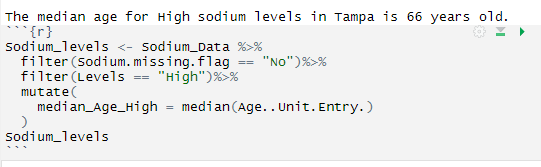 The median age for High sodium levels in Tampa is 66 years old.
```{r}
Sodium_levels <- Sodium_Data %>%
  filter(Sodium.missing.flag == "No")%>%
  filter(Levels == "High")%>%
  mutate(
    median_Age_High = median(Age..Unit.Entry.)
  )
Sodium_levels
```